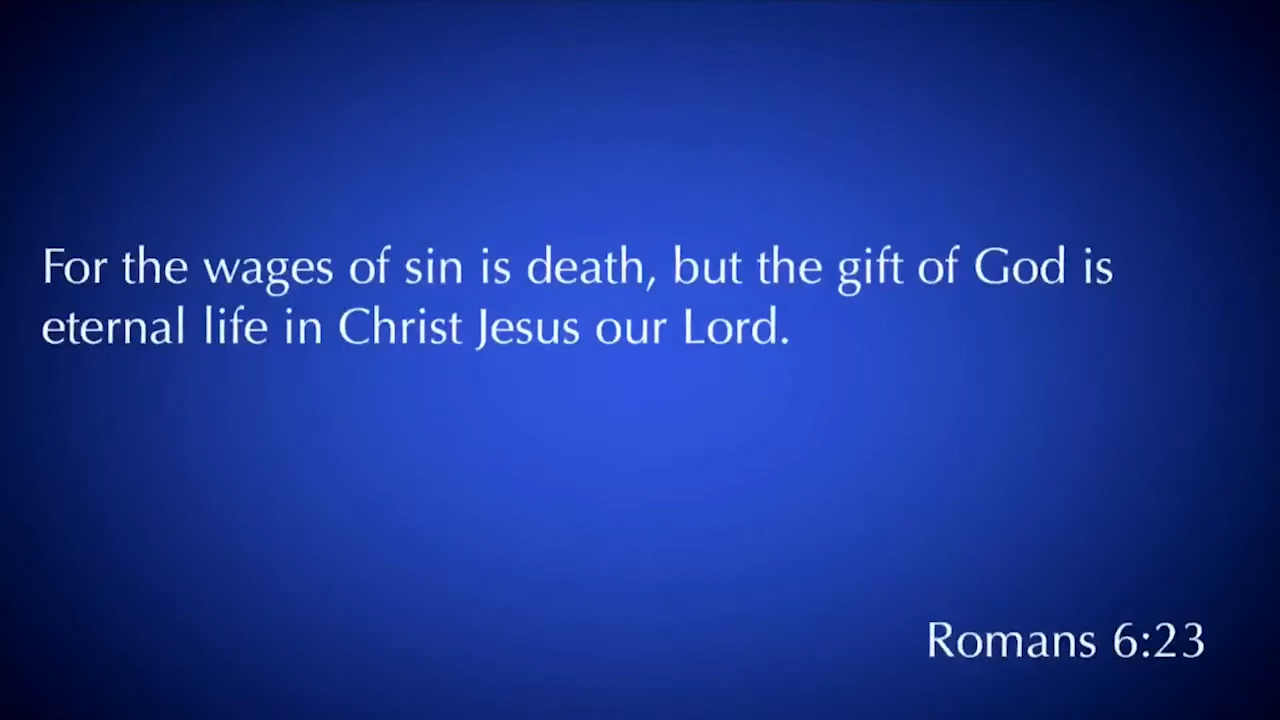 For the wages of sin is death, but the gift of God is
eternal life in Christ Jesus our Lord.
Romans 6:23